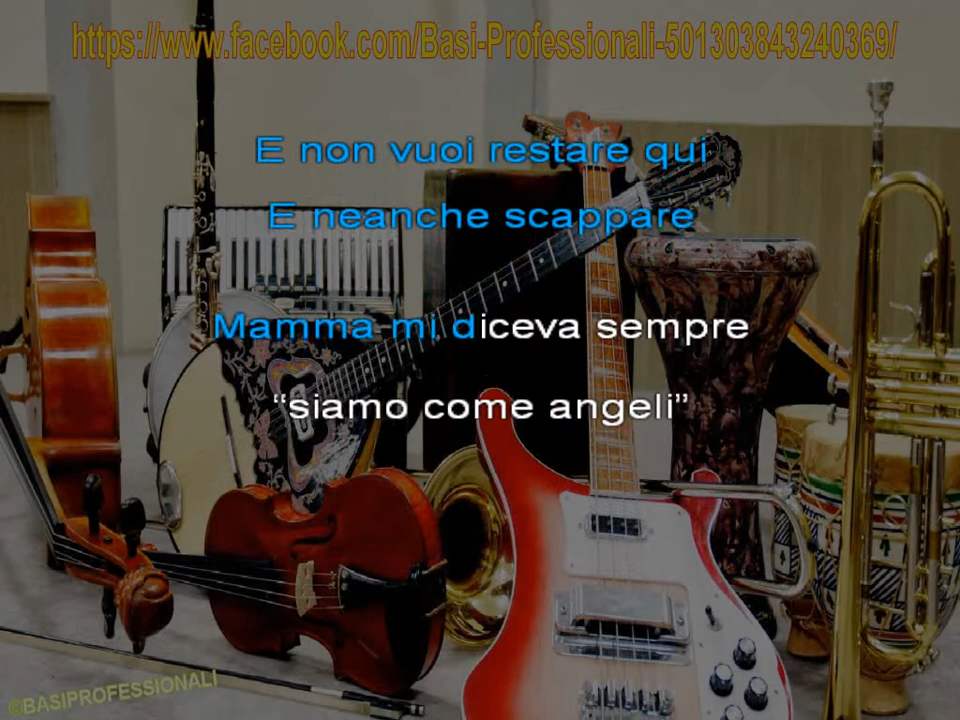 https://www.facebook.com/Basi-Professionali-501303843240369/
E non vuoi restare qui
E neanche scappare
Mamma mi diceva sempre
“siamo come angeli”
©BASIPROFESSIONALI